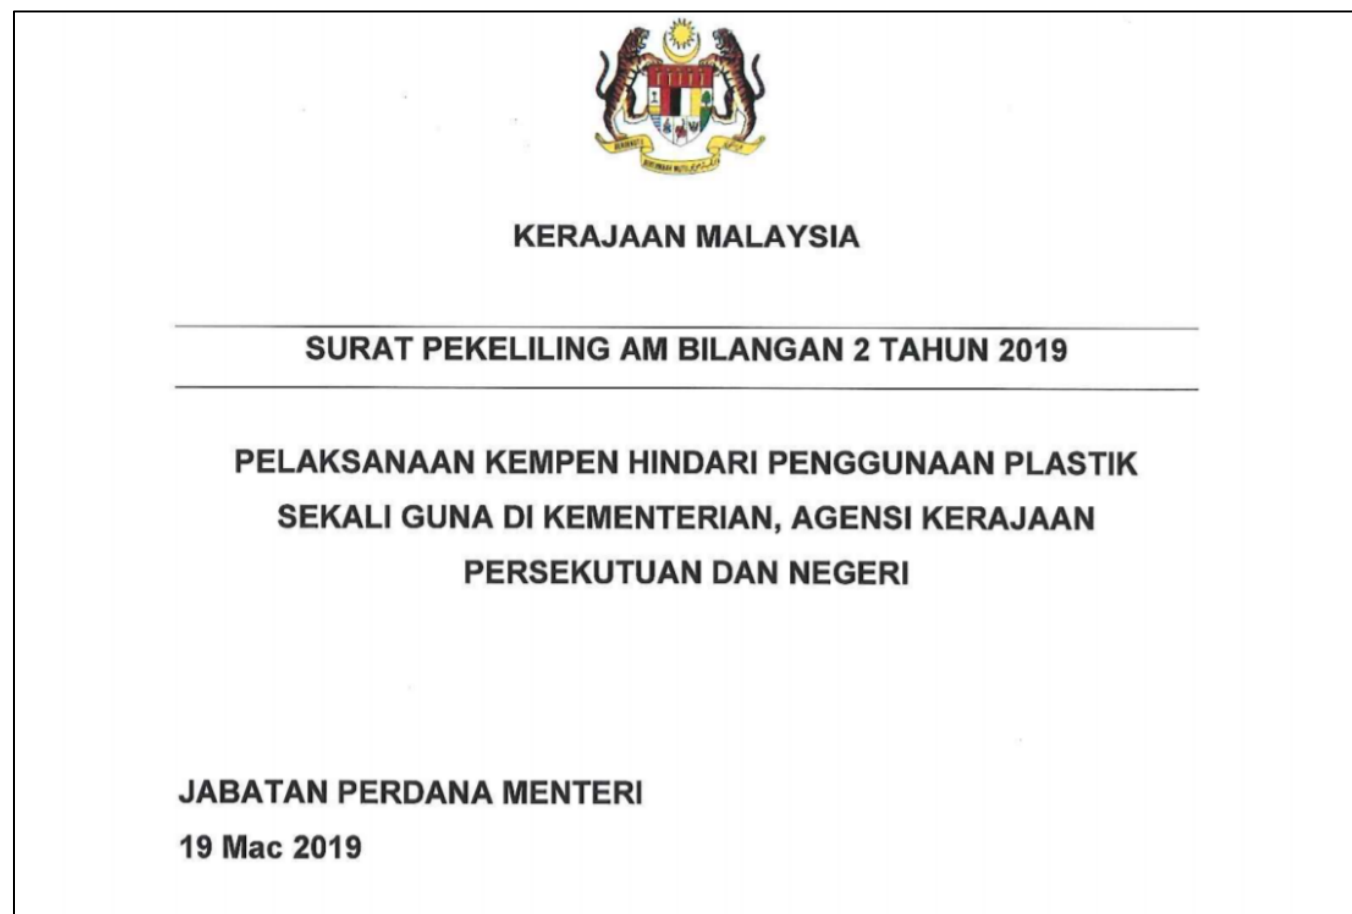 KERAJAAN MALAYSIA
SURAT PEKELILING AM BILANGAN 2 TAHUN 2019
PELAKSANAAN KEMPEN HINDARI PENGGUNAAN PLASTIK
SEKALI GUNA DI KEMENTERIAN, AGENSI KERAJAAN
PERSEKUTUAN DAN NEGERI
JABATAN PERDANA MENTERI
19 Mac 2019